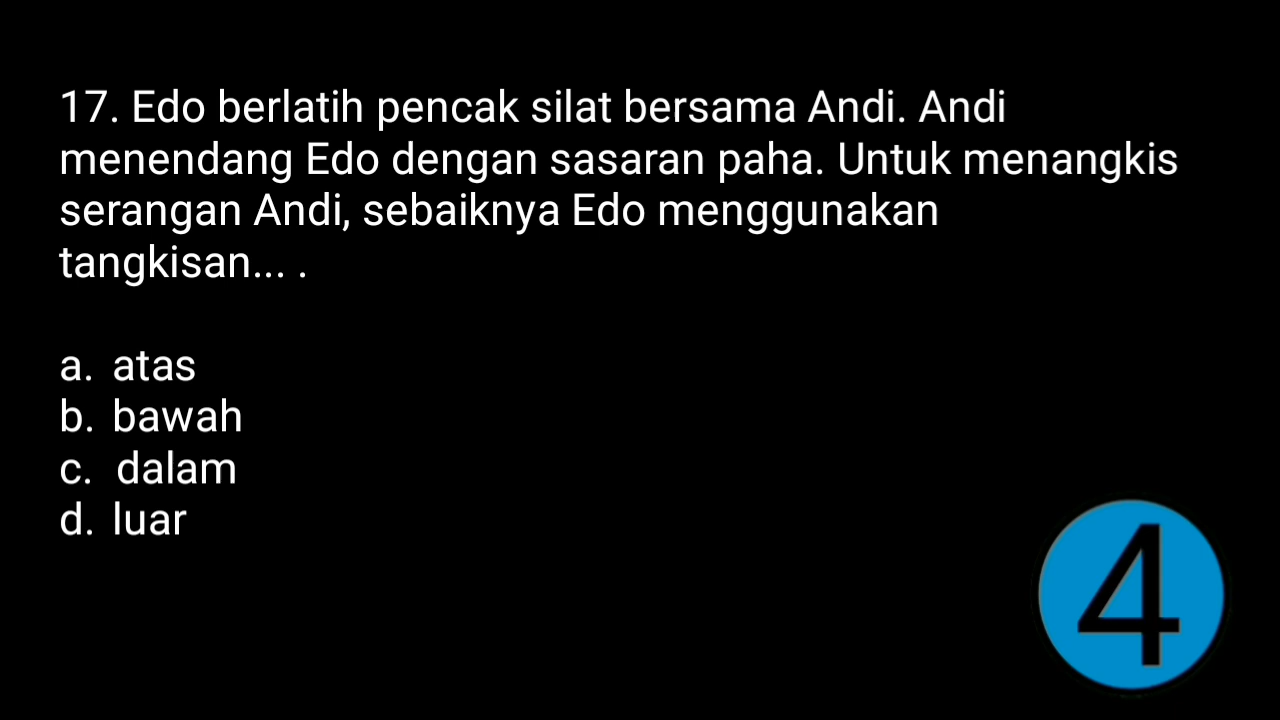 17. Edo berlatih pencak silat bersama Andi. Andi
menendang Edo dengan sasaran paha. Untuk menangkis
serangan Andi, sebaiknya Edo menggunakan
tangkisan... .
a. atas
b. bawah
c. dalam
d. luar
4